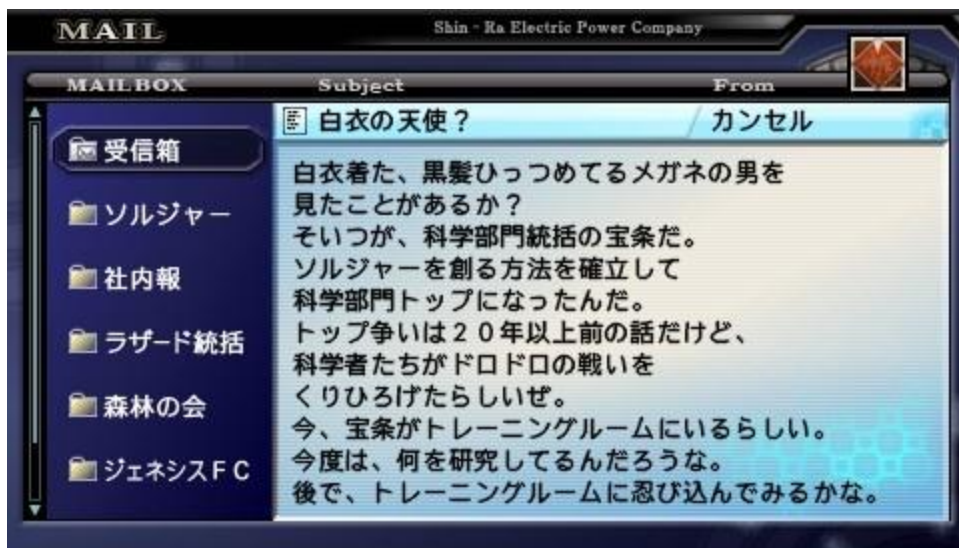 MAIL
Shin - Ra Electric Power Company
MAILBOX Subject From
白衣の天使？ カンセル
受信箱
ソルジャー
社内報
ラザード統括
森林の会
ジェネシスＦＣ
白衣着た、黒髪ひっつめてるメガネの男を
見たことがあるか？
そいつが、科学部門統括の宝条だ。
ソルジャーを創る方法を確立して
科学部門トップになったんだ。
トップ争いは２０年以上前の話だけど、
科学者たちがドロドロの戦いを
くりひろげたらしいぜ。
今、宝条がトレーニングルームにいるらしい。
今度は、何を研究してるんだろうな。
後で、トレーニングルームに忍び込んでみるかな。